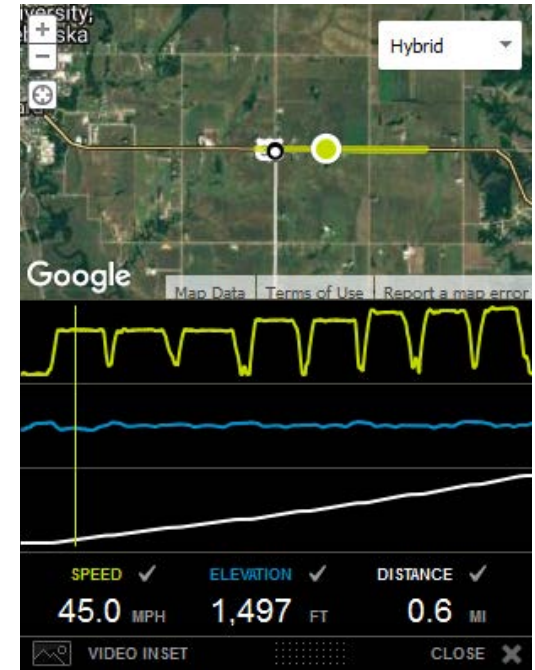 +
ska
Hybrid
−
Google
Map Data Terms of Use Report a map error
SPEED ELEVATION DISTANCE
45.0 MPH 1,497 FT 0.6 MI
VIDEO INSET CLOSE